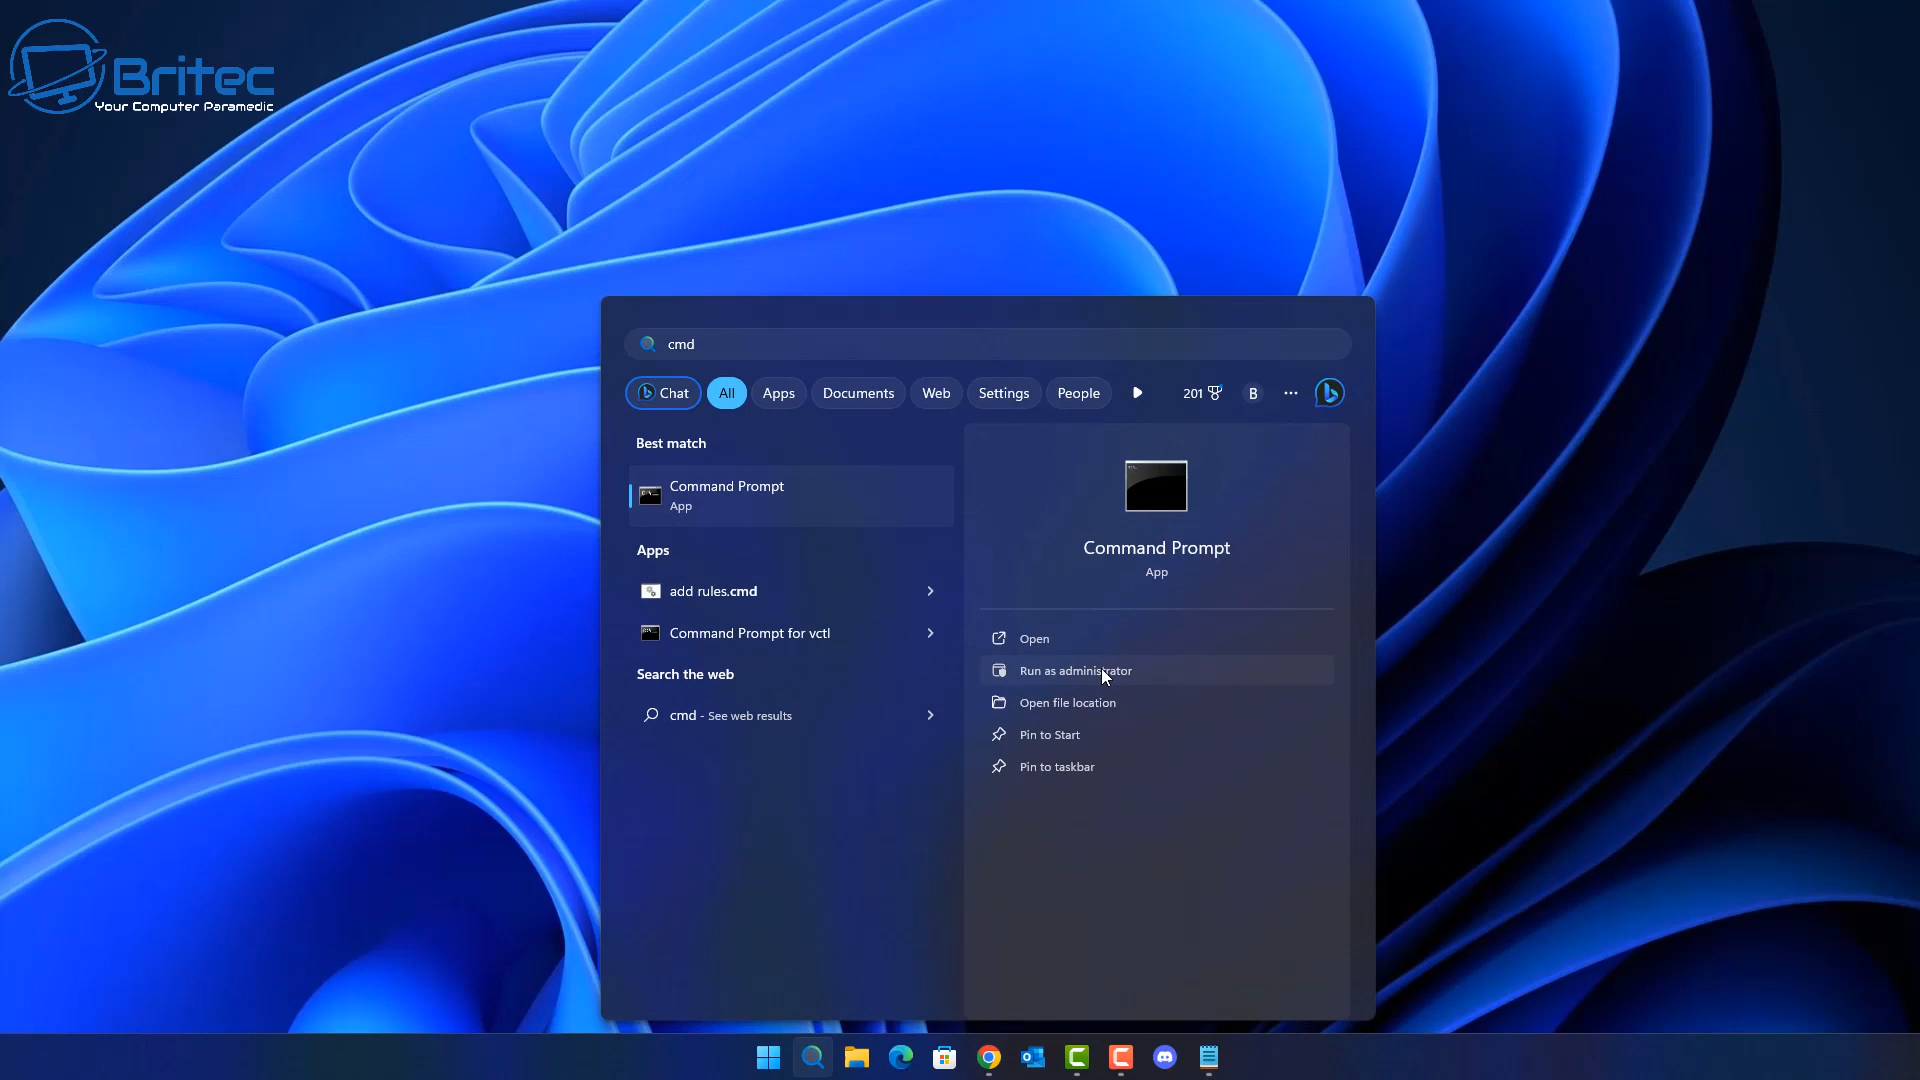 Britec
Your Computer Paramedic
cmd
Chat
All
Apps
Documents
Web
Settings
People
201
B
Best match
Command Prompt
App
Apps
add rules.cmd
Command Prompt for vctl
Search the web
cmd - See web results
Command Prompt
App
Open
Run as administrator
Open file location
Pin to Start
Pin to taskbar